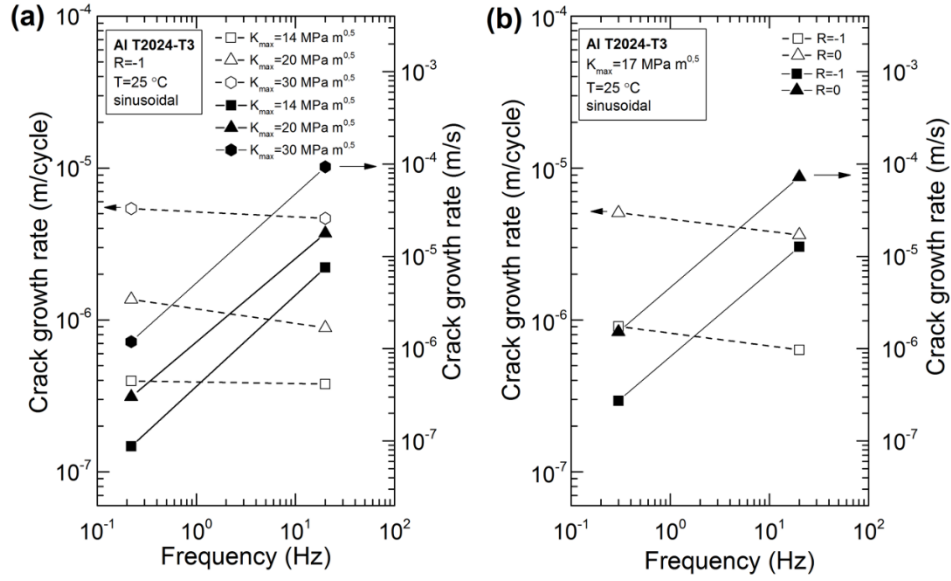 (a)
Al T2024-T3
R=-1
T=25 °C
sinusoidal
K_max=14 MPa m^0,5
K_max=20 MPa m^0,5
K_max=30 MPa m^0,5
K_max=14 MPa m^0,5
K_max=20 MPa m^0,5
K_max=30 MPa m^0,5
Crack growth rate (m/cycle)
10^-4
10^-5
10^-6
10^-7
10^-1
10^0
10^1
10^2
Frequency (Hz)
10^-3
10^-4
10^-5
10^-6
10^-7
Crack growth rate (m/s)
(b)
Al T2024-T3
K_max=17 MPa m^0,5
T=25 °C
sinusoidal
R=-1
R=0
R=-1
R=0
Crack growth rate (m/cycle)
10^-4
10^-5
10^-6
10^-7
10^-1
10^0
10^1
10^2
Frequency (Hz)
10^-3
10^-4
10^-5
10^-6
10^-7
Crack growth rate (m/s)